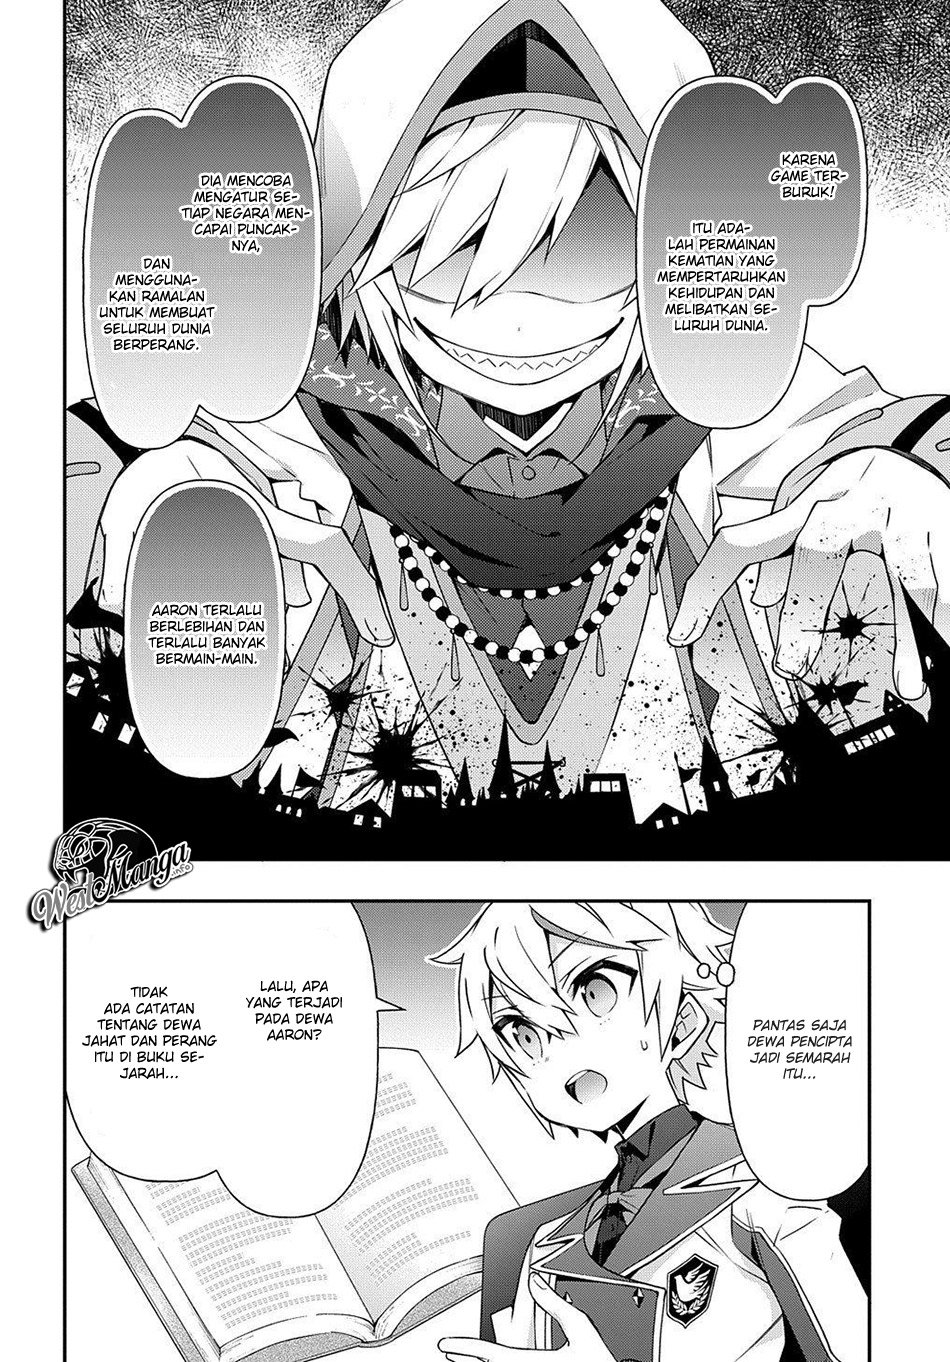 KARENA
GAME TER-
BURUK!
ITU ADA-
LAH PERMAINAN
KEMATIAN YANG
MEMPERTARUHKAN
KEHIDUPAN DAN
MELIBATKAN SE-
LURUH DUNIA.
DIA MENCOBA
MENGATUR SE-
TIAP NEGARA MEN-
CAPAI PUNCAK-
NYA,
DAN
MENGGUNA-
KAN RAMALAN
UNTUK MEMBUAT
SELURUH DUNIA
BERPERANG.
AARON TERLALU
BERLEBIHAN DAN
TERLALU BANYAK
BERMAIN-MAIN.
WestManga
.info
PANTAS SAJA
DEWA PENCIPTA
JADI SEMARAH
ITU...
LALU, APA
YANG TERJADI
PADA DEWA
AARON?
TIDAK
ADA CATATAN
TENTANG DEWA
JAHAT DAN PERANG
ITU DI BUKU SE-
JARAH...